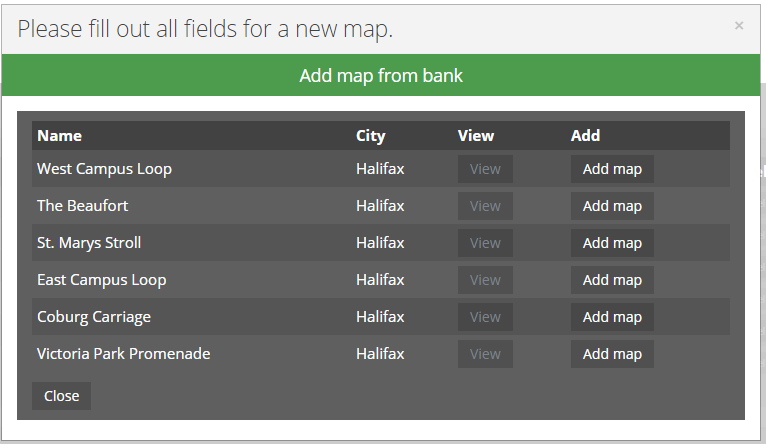 Please fill out all fields for a new map. ×
Add map from bank
Name City View Add
West Campus Loop Halifax View Add map
The Beaufort Halifax View Add map
St. Marys Stroll Halifax View Add map
East Campus Loop Halifax View Add map
Coburg Carriage Halifax View Add map
Victoria Park Promenade Halifax View Add map
Close